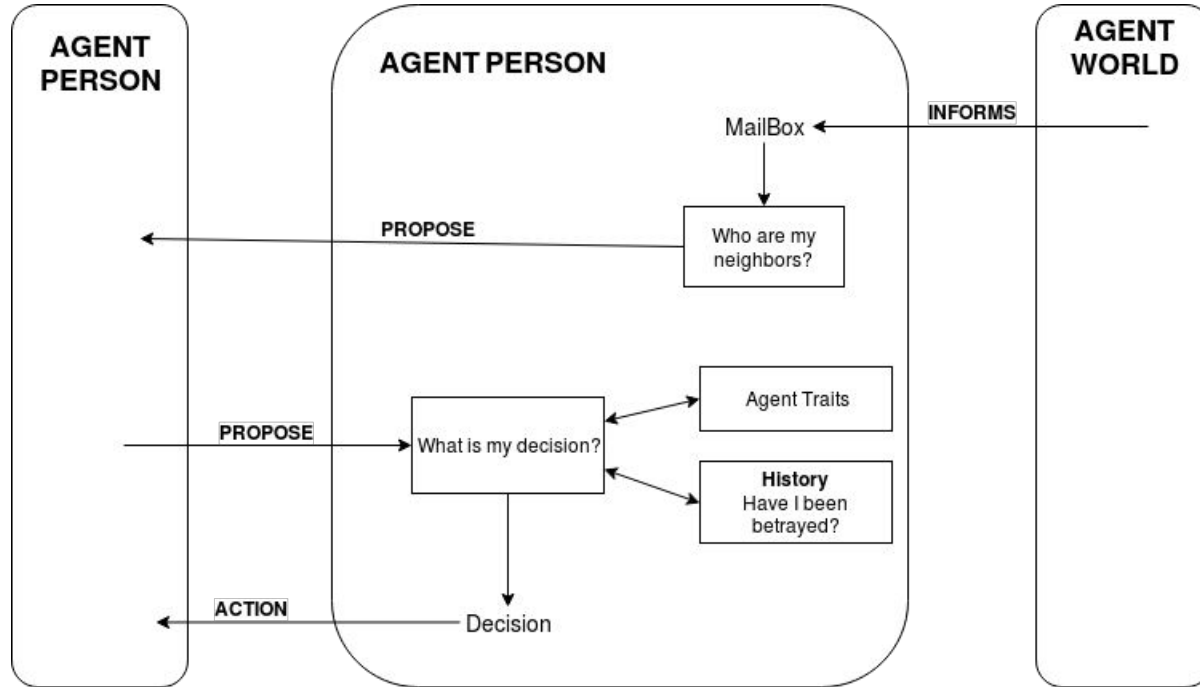 AGENT
PERSON
AGENT PERSON
AGENT
WORLD
INFORMS
MailBox
PROPOSE
Who are my
neighbors?
Agent Traits
PROPOSE
What is my decision?
History
Have I been
betrayed?
ACTION
Decision